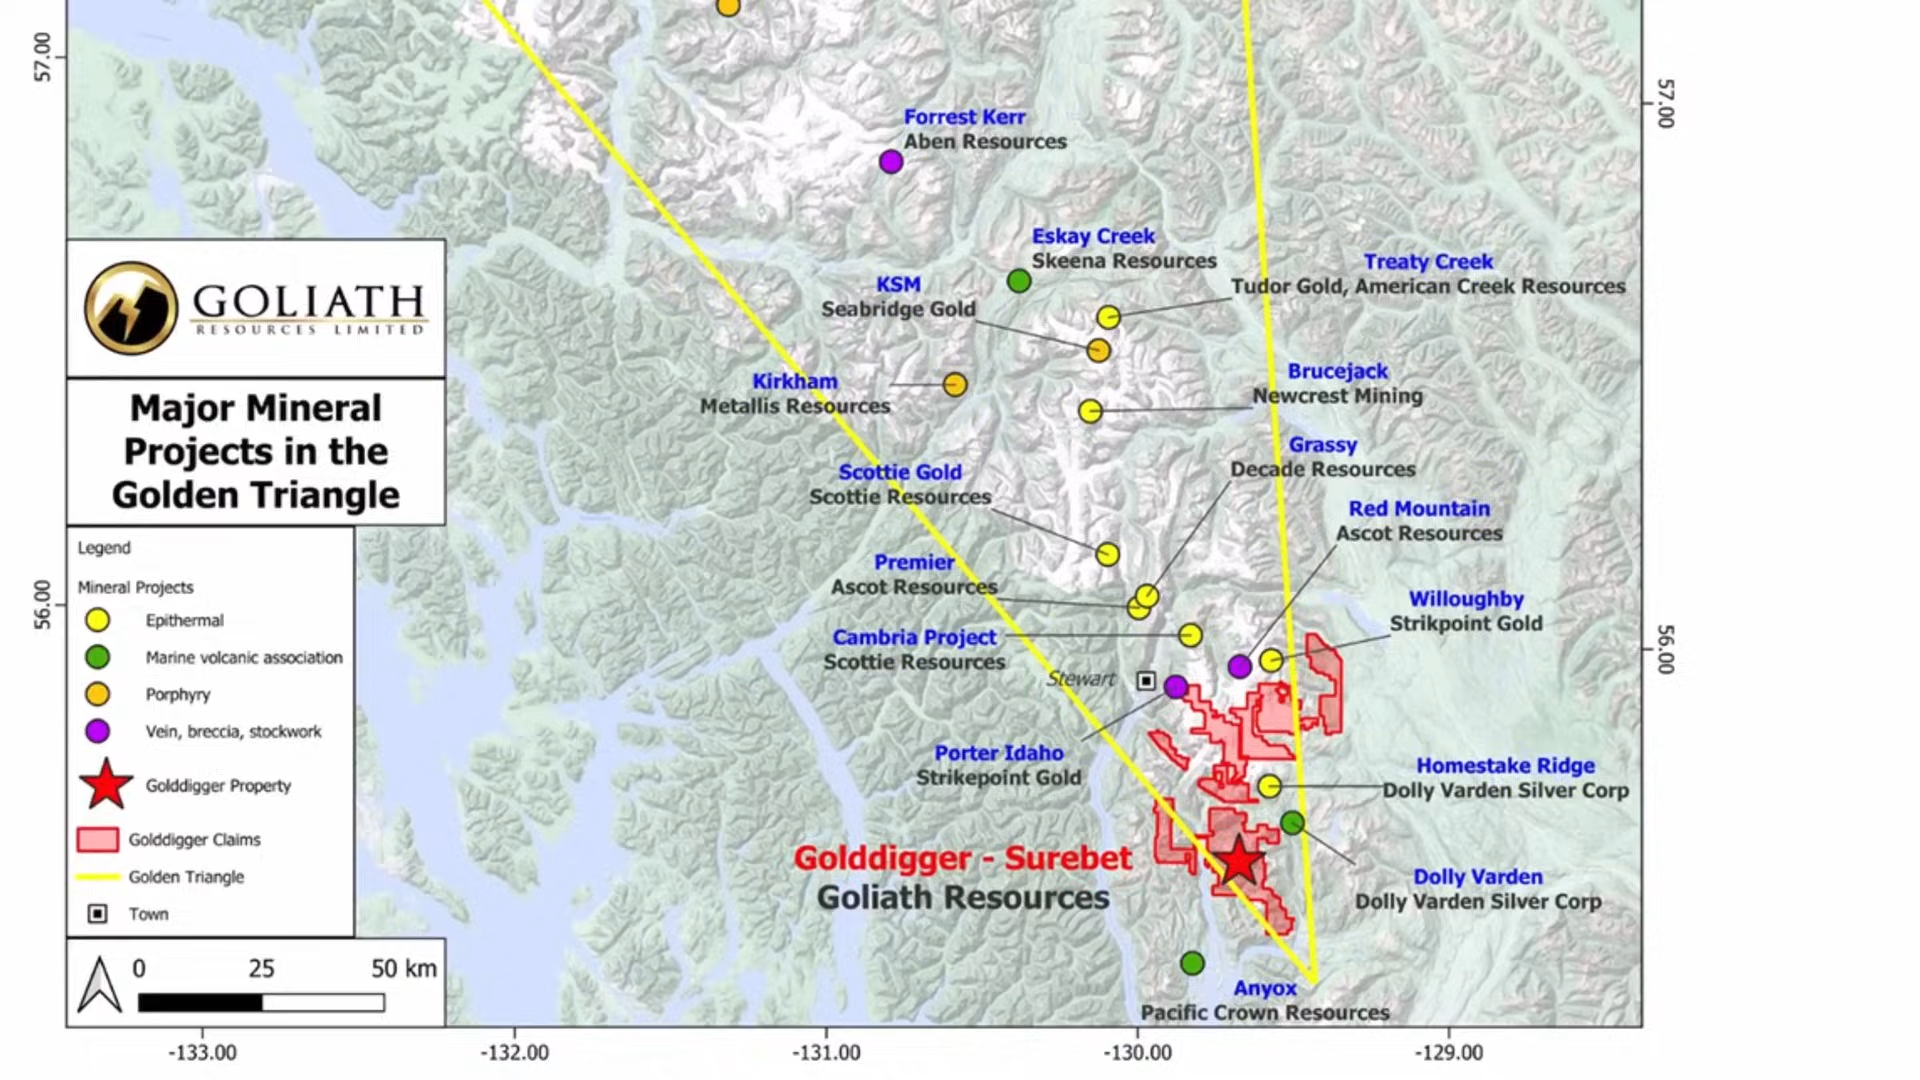 57.00
57.00
Forrest Kerr
Aben Resources
Eskay Creek
Skeena Resources
Treaty Creek
Tudor Gold, American Creek Resources
KSM
Seabridge Gold
GOLIATH
RESOURCES LIMITED
Kirkham
Metallis Resources
Brucejack
Newcrest Mining
Major Mineral
Projects in the
Golden Triangle
Grassy
Decade Resources
Scottie Gold
Scottie Resources
Red Mountain
Ascot Resources
Legend
Mineral Projects
Epithermal
Marine volcanic association
Porphyry
Vein, breccia, stockwork
Golddigger Property
Golddigger Claims
Golden Triangle
Town
56.00
56.00
Premier
Ascot Resources
Willoughby
Strikpoint Gold
Cambria Project
Scottie Resources
Stewart
Porter Idaho
Strikepoint Gold
Homestake Ridge
Dolly Varden Silver Corp
Golddigger - Surebet
Goliath Resources
Dolly Varden
Dolly Varden Silver Corp
0 25 50 km
Anyox
Pacific Crown Resources
-133.00 -132.00 -131.00 -130.00 -129.00